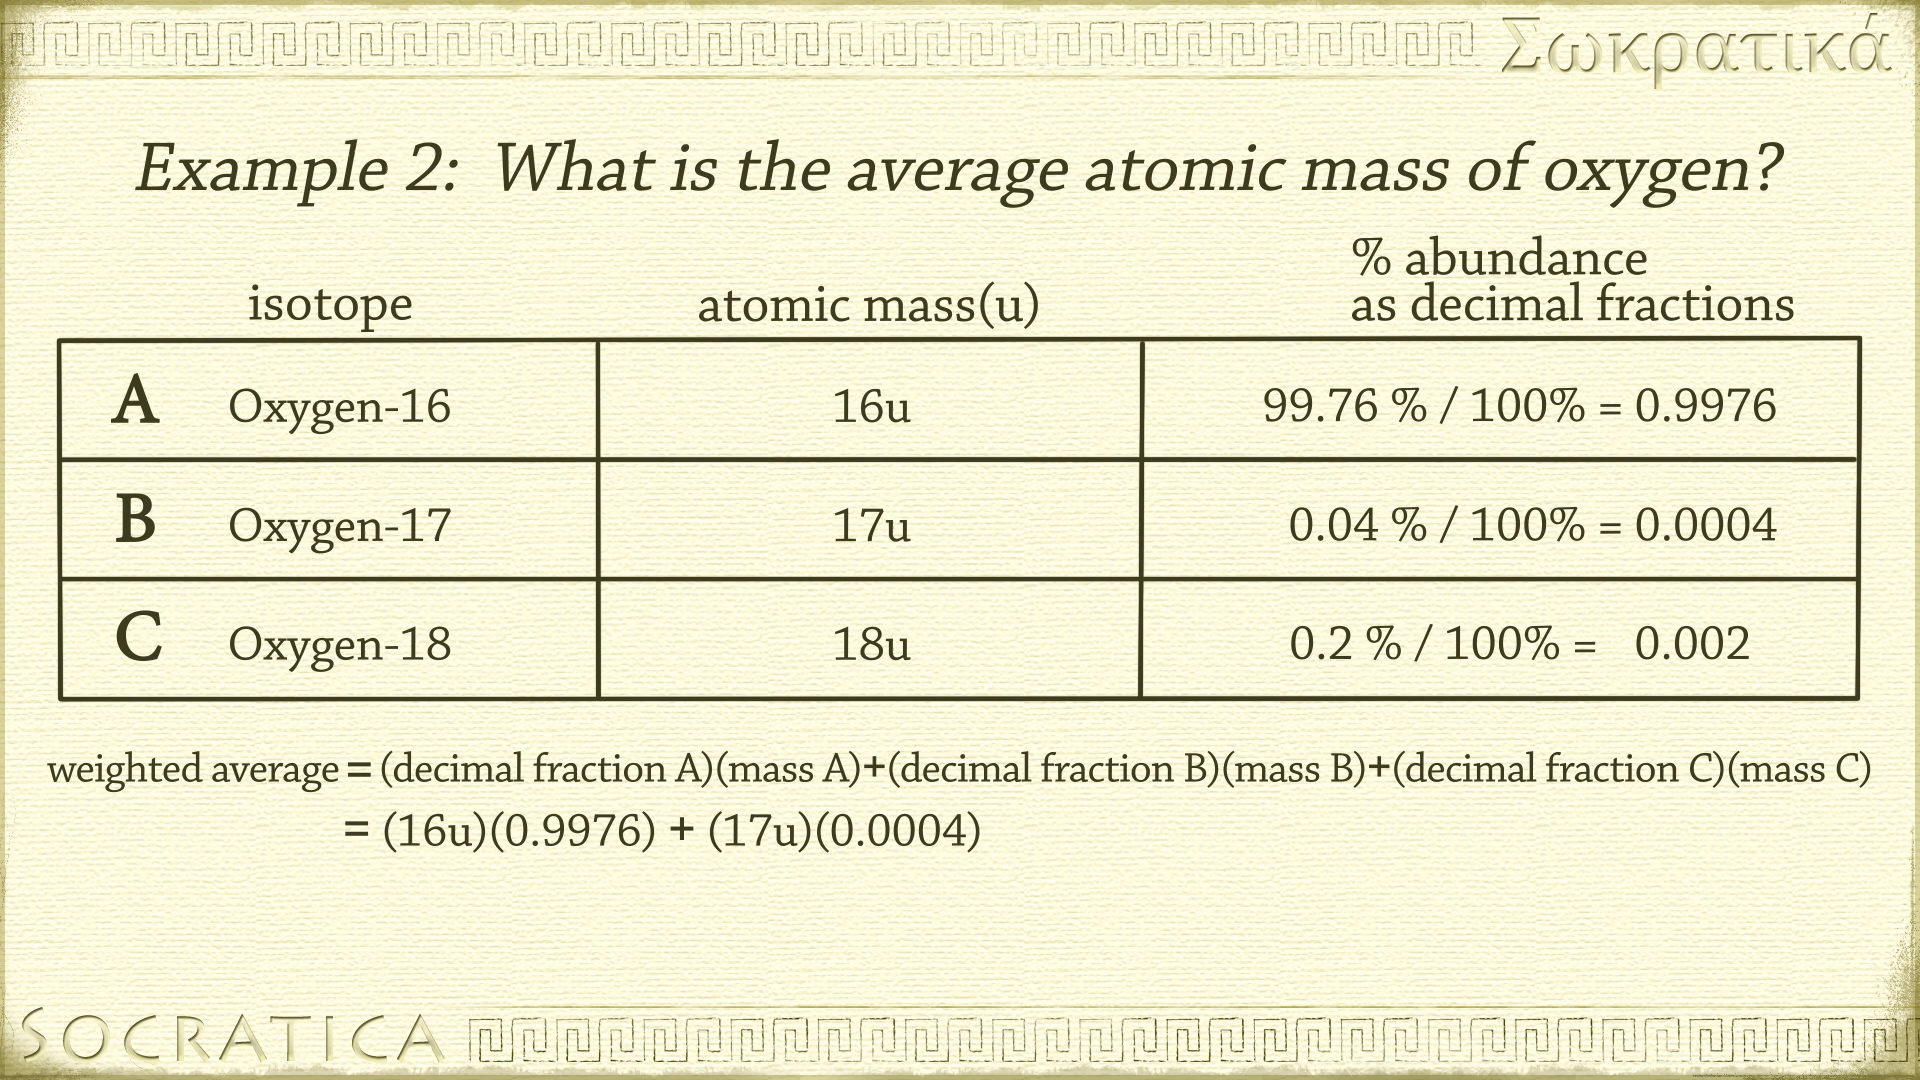 Σωκρατικά
Example 2: What is the average atomic mass of oxygen?
% abundance
isotope atomic mass(u) as decimal fractions
A Oxygen-16 16u 99.76 % / 100% = 0.9976
B Oxygen-17 17u 0.04 % / 100% = 0.0004
C Oxygen-18 18u 0.2 % / 100% = 0.002
weighted average = (decimal fraction A)(mass A)+(decimal fraction B)(mass B)+(decimal fraction C)(mass C)
= (16u)(0.9976) + (17u)(0.0004)
SOCRATICA